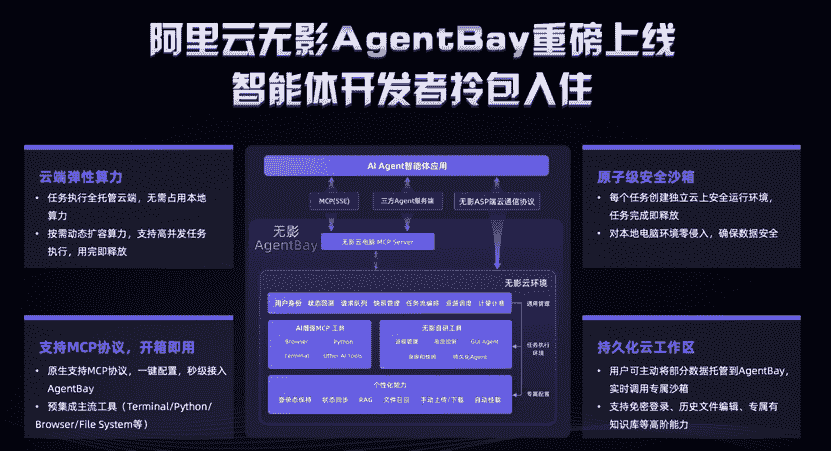 阿里云无影AgentBay重磅上线
智能体开发者拎包入住
云端弹性算力
• 任务执行全托管云端，无需占用本地
算力
• 按需动态扩容算力，支持高并发任务
执行，用完即释放
支持MCP协议，开箱即用
• 原生支持MCP协议，一键配置，秒级接入
AgentBay
• 预集成主流工具（Terminal/Python/
Browser/File System等）
AI Agent智能体应用
MCP(SSE)
三方Agent服务端
无影ASP端云通信协议
无影
AgentBay
无影云电脑 MCP Server
无影云环境
用户身份 状态回溯 请求队列 快照管理 任务流编排 资源调度 计量计费
通用管理
AI增强MCP 工具
Browser Python
Terminal Other AI Tools
无影自研工具
进程管理 GUI Agent
持久化Agent
任务执行
环境
个性化能力
登录态保持 状态同步 RAG 文件召回 手动上传/下载 自动挂载
专属配置
原子级安全沙箱
• 每个任务创建独立云上安全运行环境，
任务完成即释放
• 对本地电脑环境零侵入，确保数据安全
持久化云工作区
• 用户可主动将部分数据托管到AgentBay，
实时调用专属沙箱
• 支持免密登录、历史文件编辑、专属有
知识库等高阶能力